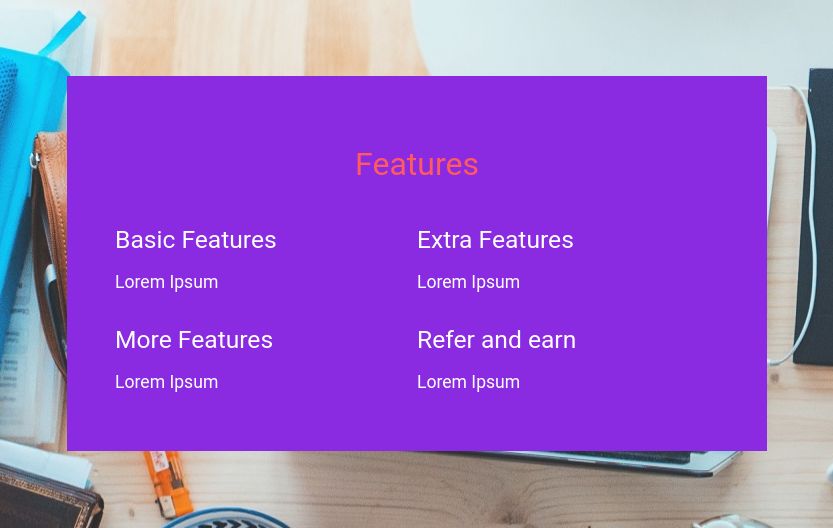 Features
Basic Features
Extra Features
Lorem Ipsum
Lorem Ipsum
More Features
Refer and earn
Lorem Ipsum
Lorem Ipsum